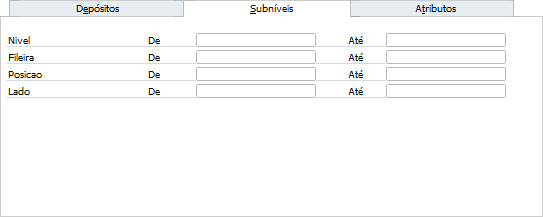 Depósitos Subníveis Atributos
Nivel De Até
Fileira De Até
Posicao De Até
Lado De Até